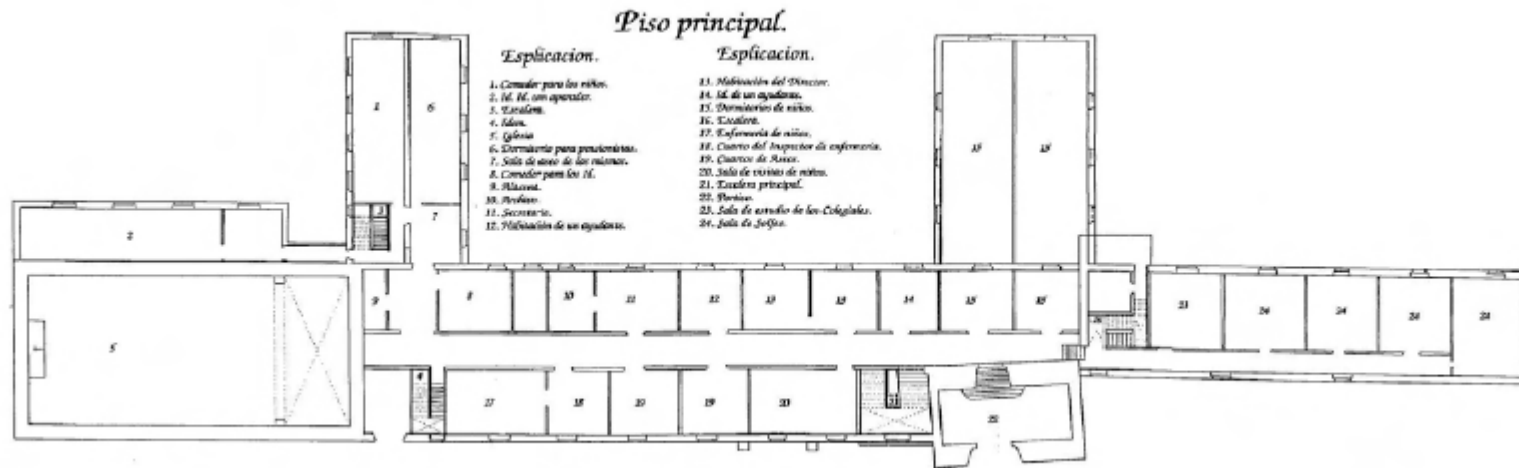 Piso principal.
Esplicacion.
1. Comedor para los niños.
2. Id. Id. con aprender.
3. Escalera.
4. Idem.
5. Iglesia
6. Dormitorio para pensionistas.
7. Sala de aseo de los mismos.
8. Comedor para los Id.
9. Alacena.
10. Archivo.
11. Secretaría.
12. Habitación de un ayudante.
Esplicacion.
13. Habitación del Director.
14. Id. de un ayudante.
15. Dormitorios de niños.
16. Escalera.
17. Enfermería de niños.
18. Cuarto del Inspector de enfermería.
19. Cuartos de Aseo.
20. Sala de visitas de niños.
21. Escalera principal.
22. Portico.
23. Sala de estudio de los Colegiales.
24. Sala de Solfeo.
1
6
15
15
2
3
7
9
8
10
11
12
13
13
14
15
15
23
24
24
5
4
17
18
19
19
20
21
22